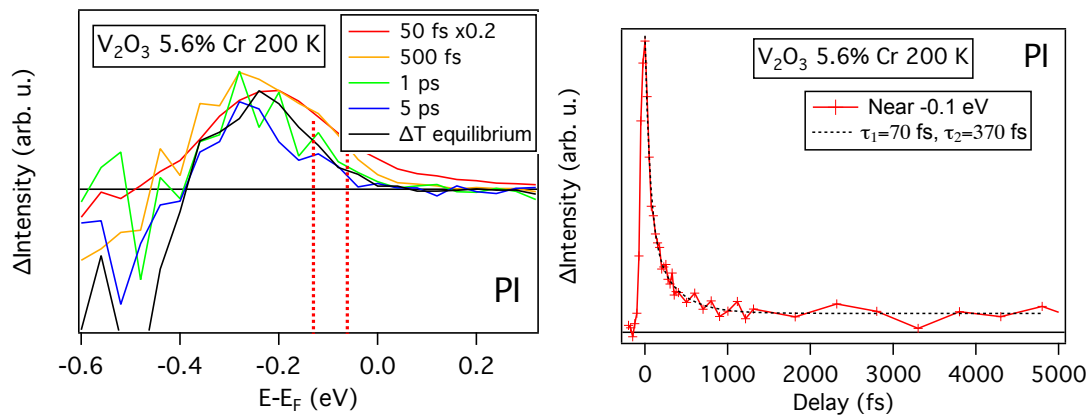 V₂O₃ 5.6% Cr 200 K
50 fs x0.2
500 fs
1 ps
5 ps
ΔT equilibrium
ΔIntensity (arb. u.)
PI
-0.6 -0.4 -0.2 0.0 0.2
E-E_F (eV)
V₂O₃ 5.6% Cr 200 K
PI
Near -0.1 eV
τ₁=70 fs, τ₂=370 fs
ΔIntensity (arb. u.)
0 1000 2000 3000 4000 5000
Delay (fs)